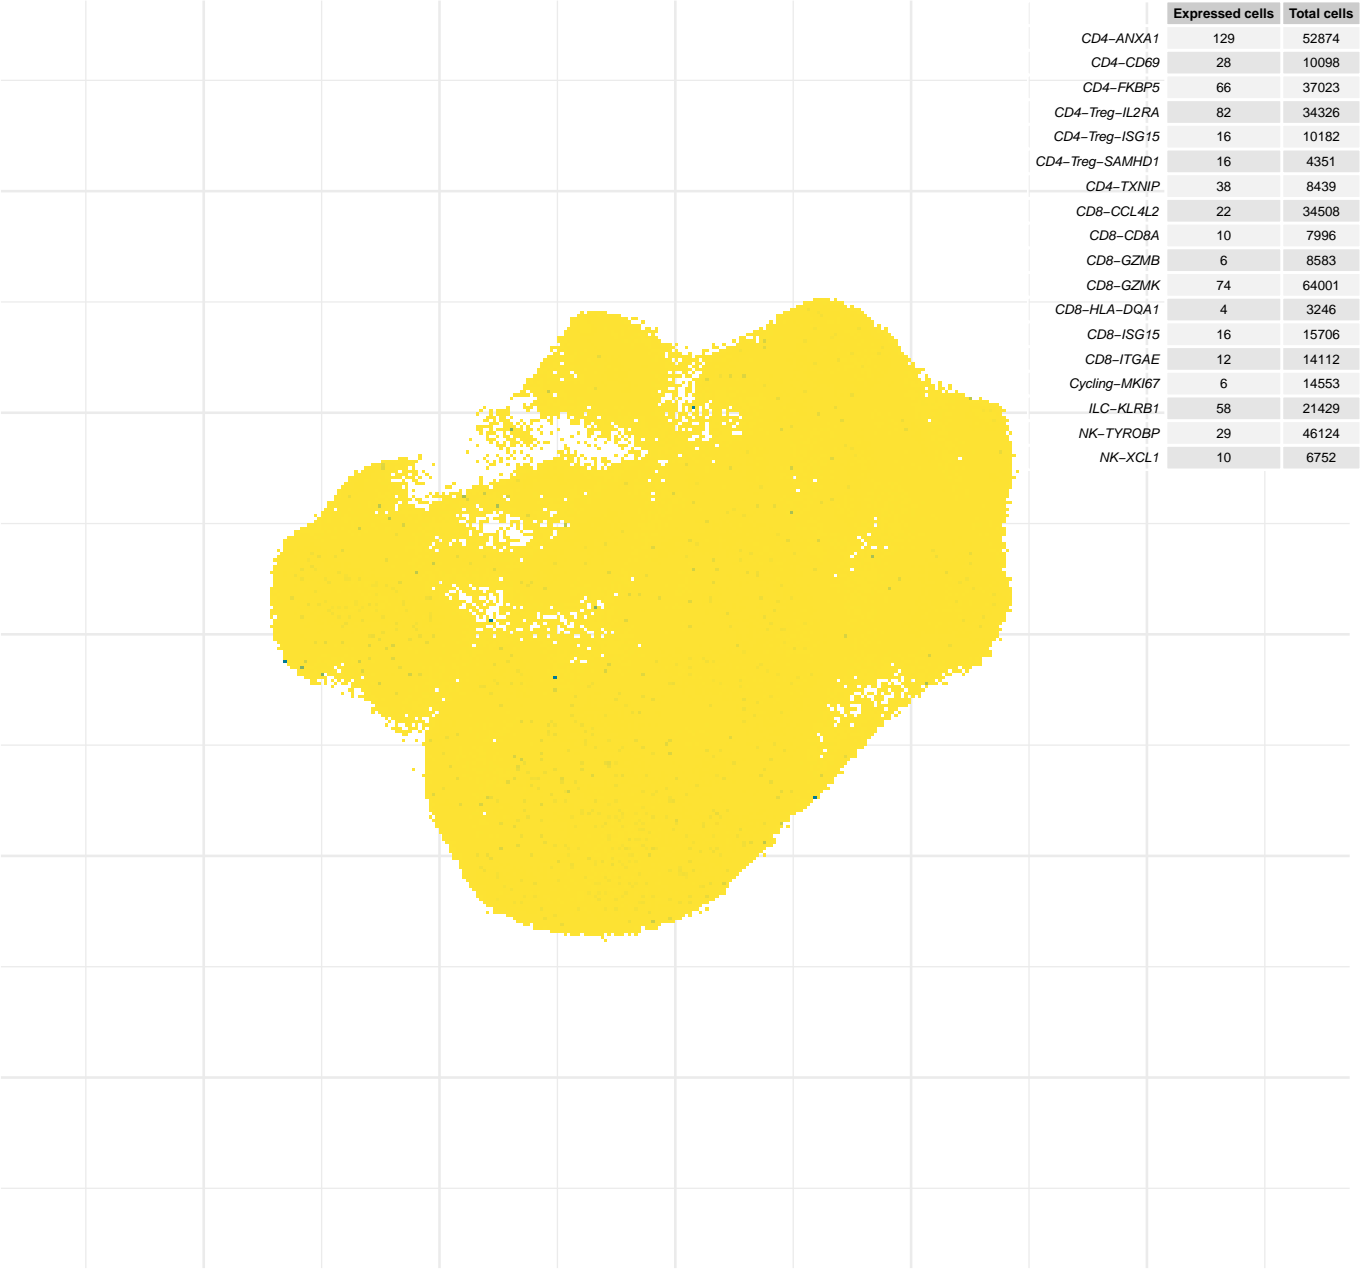 Expressed cells Total cells
CD4−ANXA1 129 52874
CD4−CD69 28 10098
CD4−FKBP5 66 37023
CD4−Treg−IL2RA 82 34326
CD4−Treg−ISG15 16 10182
CD4−Treg−SAMHD1 16 4351
CD4−TXNIP 38 8439
CD8−CCL4L2 22 34508
CD8−CD8A 10 7996
CD8−GZMB 6 8583
CD8−GZMK 74 64001
CD8−HLA−DQA1 4 3246
CD8−ISG15 16 15706
CD8−ITGAE 12 14112
Cycling−MKI67 6 14553
ILC−KLRB1 58 21429
NK−TYROBP 29 46124
NK−XCL1 10 6752